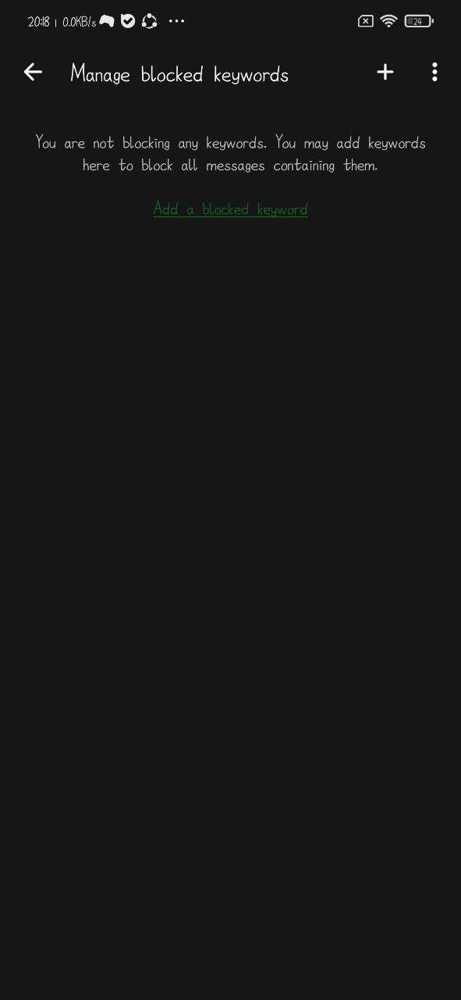 20:18 | 0.0KB/s 24
Manage blocked keywords
You are not blocking any keywords. You may add keywords
here to block all messages containing them.
Add a blocked keyword